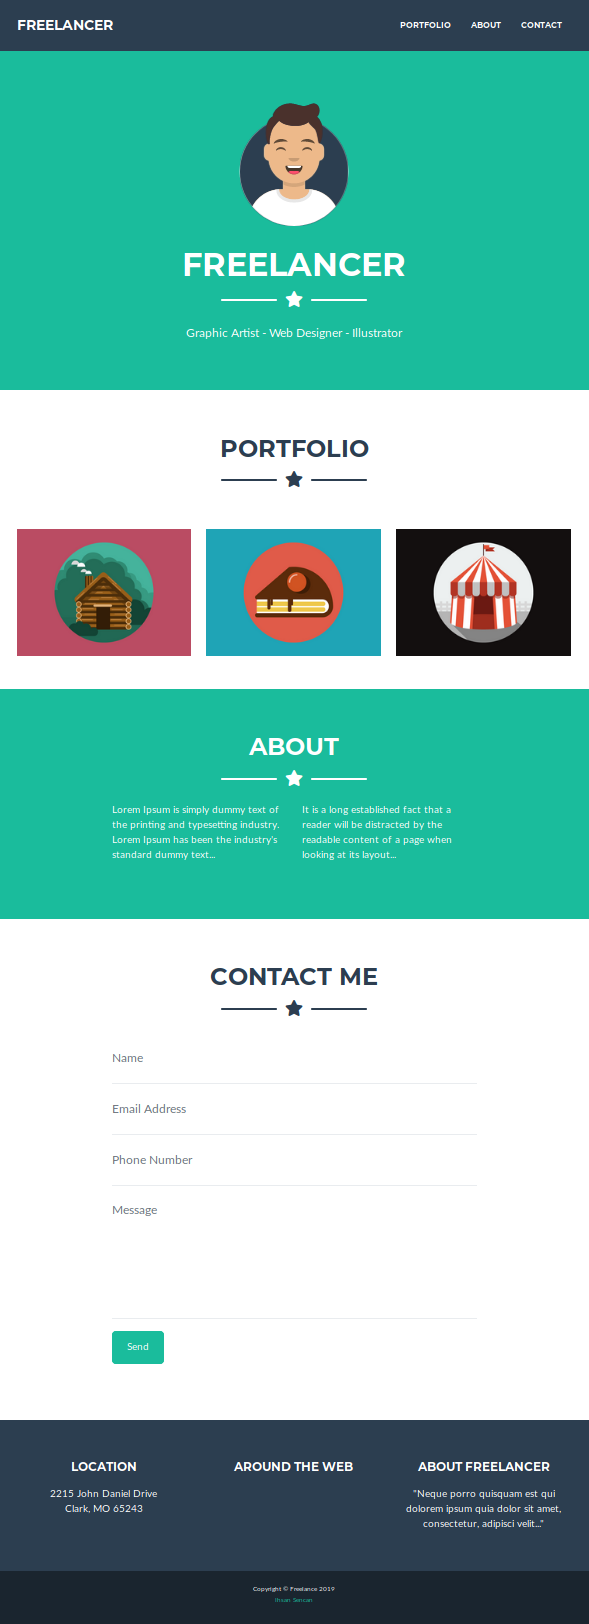 FREELANCER
PORTFOLIO ABOUT CONTACT
FREELANCER
Graphic Artist - Web Designer - Illustrator
PORTFOLIO
ABOUT
Lorem Ipsum is simply dummy text of
the printing and typesetting industry.
Lorem Ipsum has been the industry's
standard dummy text...
It is a long established fact that a
reader will be distracted by the
readable content of a page when
looking at its layout...
CONTACT ME
Name
Email Address
Phone Number
Message
Send
LOCATION
2215 John Daniel Drive
Clark, MO 65243
AROUND THE WEB
ABOUT FREELANCER
"Neque porro quisquam est qui
dolorem ipsum quia dolor sit amet,
consectetur, adipisci velit..."
Copyright © Freelance 2019
Ihsan Sencan